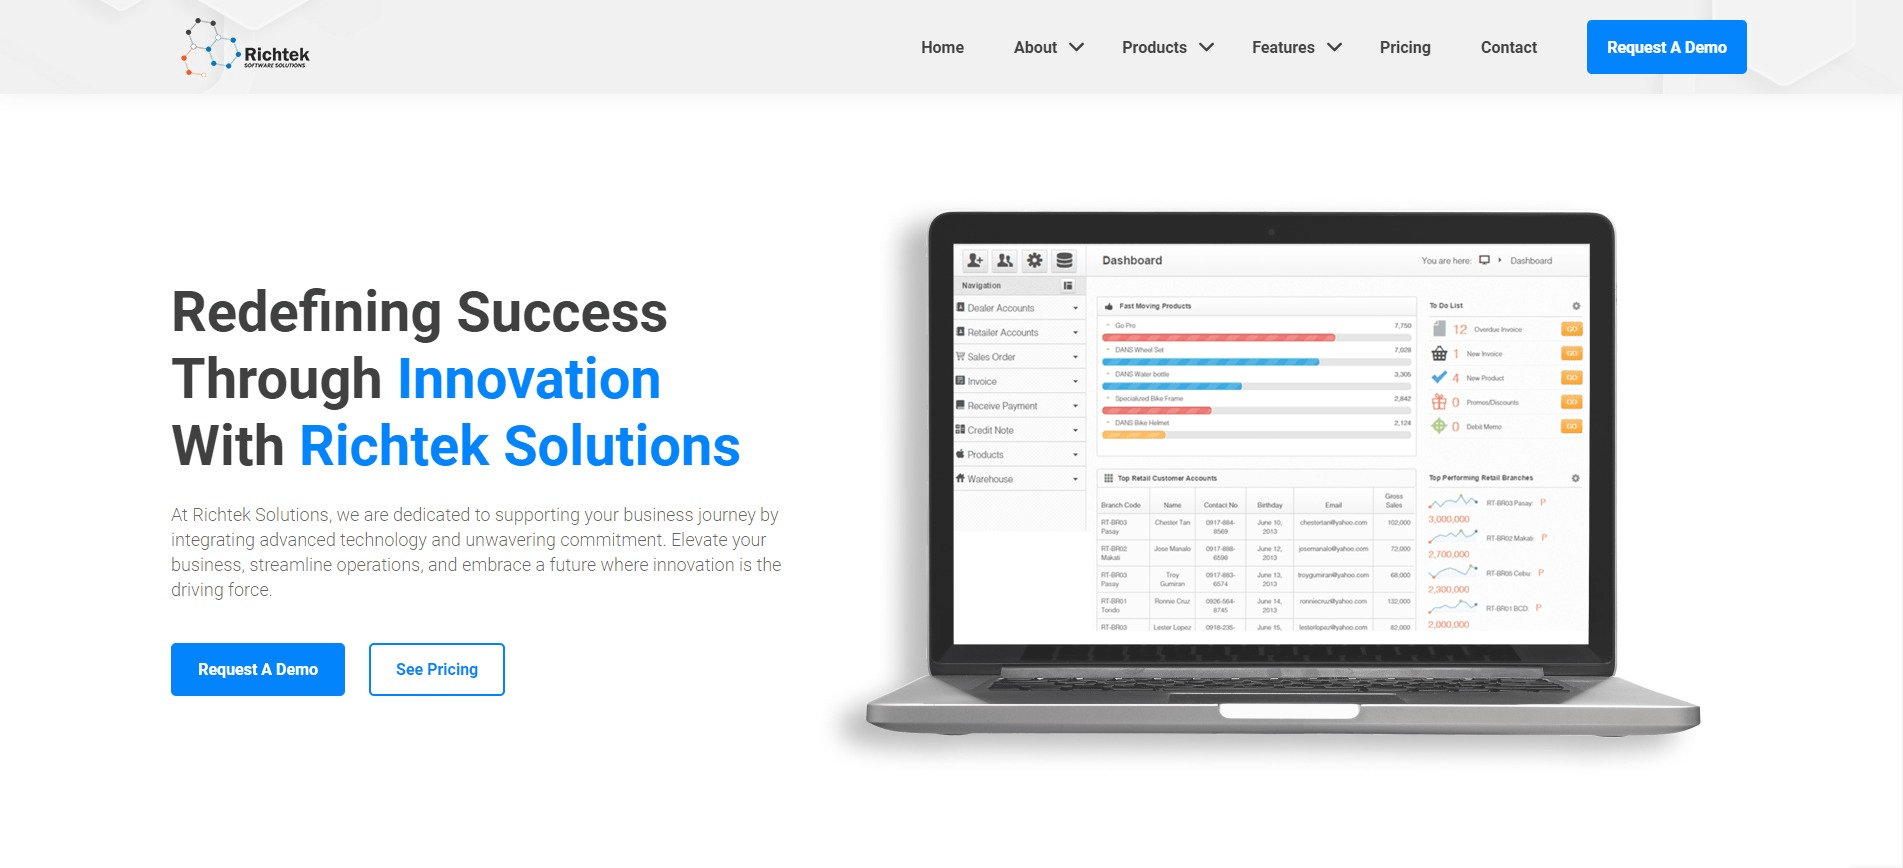 Richtek
SOFTWARE SOLUTIONS
Home
About
Products
Features
Pricing
Contact
Request A Demo
Redefining Success
Through Innovation
With Richtek Solutions
At Richtek Solutions, we are dedicated to supporting your business journey by
integrating advanced technology and unwavering commitment. Elevate your
business, streamline operations, and embrace a future where innovation is the
driving force.
Request A Demo
See Pricing
Dashboard
You are here: Dashboard
Navigation
Dealer Accounts
Retailer Accounts
Sales Order
Invoice
Receive Payment
Credit Note
Products
Warehouse
Fast Moving Products
Go Pro 7,750
DANS Wheel Set 7,028
DANS Water bottle 3,305
Specialized Bike Frame 2,842
DANS Bike Helmet 2,124
To Do List
12 Overdue Invoice GO
1 New Invoice GO
4 New Product GO
0 Promos/Discounts GO
0 Debit Memo GO
Top Retail Customer Accounts
Branch Code Name Contact No Birthday Email Gross Sales
RT-BR03 Pasay Chester Tan 0917-884-8569 June 10, 2013 chestertan@yahoo.com 102,000
RT-BR02 Makati Jose Manalo 0917-888-6598 June 12, 2013 josemanalo@yahoo.com 72,000
RT-BR03 Pasay Troy Gumiran 0917-883-6574 June 13, 2013 troygumiran@yahoo.com 68,000
RT-BR01 Tondo Ronnie Cruz 0926-564-8745 June 14, 2013 ronniecruz@yahoo.com 132,000
RT-BR03 Lester Lopez 0918-235- June 15, lesterlopez@yahoo.com 82,000
Top Performing Retail Branches
RT-BR03 Pasay: P
3,000,000
RT-BR02 Makati: P
2,700,000
RT-BR05 Cebu: P
2,300,000
RT-BR01 BCD: P
2,000,000